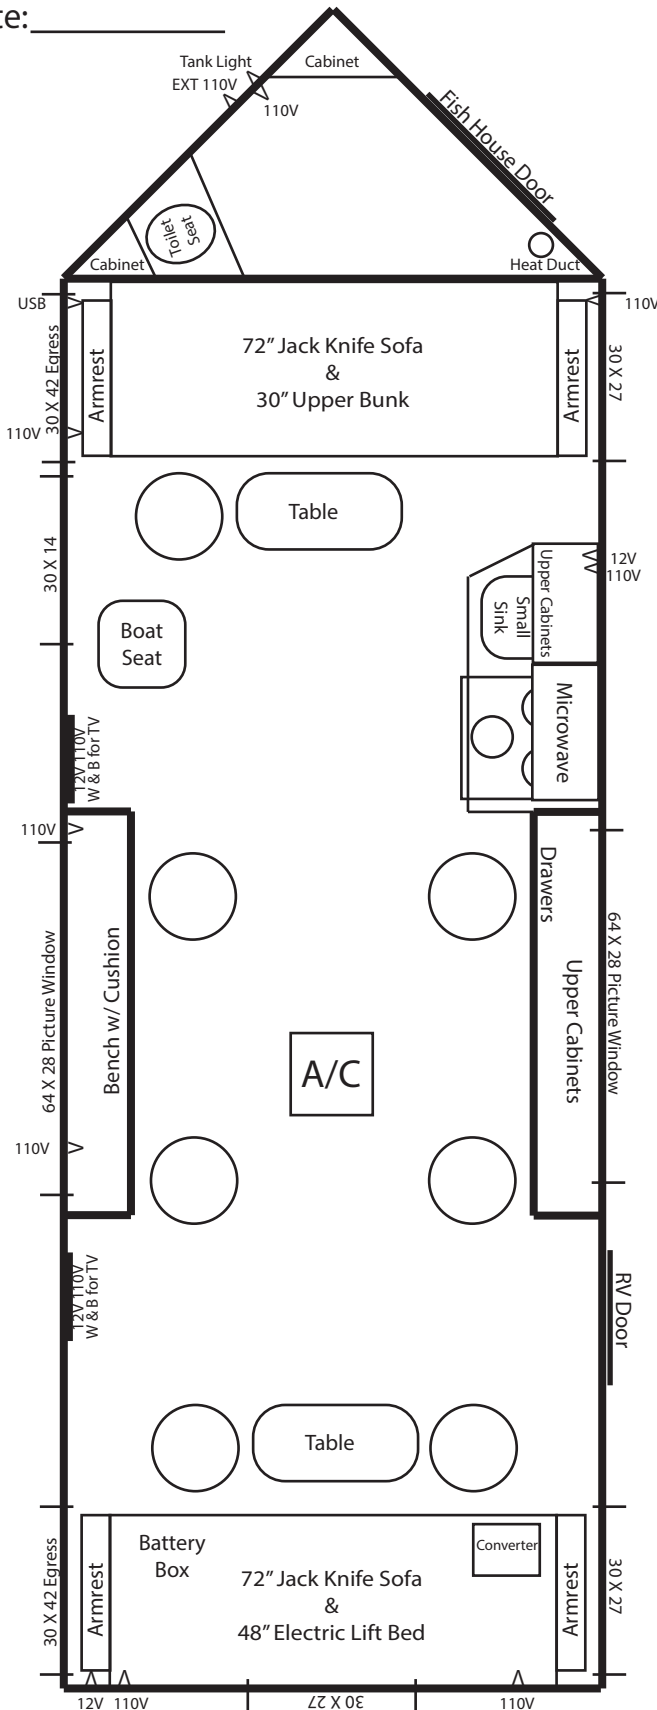 te:____________
Tank Light
Cabinet
EXT 110V
110V
Fish House Door
Toilet
Seat
Cabinet
Heat Duct
USB
110V
30 X 42 Egress
Armrest
72” Jack Knife Sofa
&
30” Upper Bunk
Armrest
30 X 27
110V
Table
30 X 14
12V
110V
Upper Cabinets
Small
Sink
Boat
Seat
Microwave
12V 110V
W & B for TV
110V
Drawers
64 X 28 Picture Window
Bench w/ Cushion
Upper Cabinets
64 X 28 Picture Window
A/C
110V
12V 110V
W & B for TV
RV Door
Table
30 X 42 Egress
Armrest
Battery
Box
Converter
72” Jack Knife Sofa
&
48” Electric Lift Bed
Armrest
30 X 27
12V 110V
30 X 27
110V